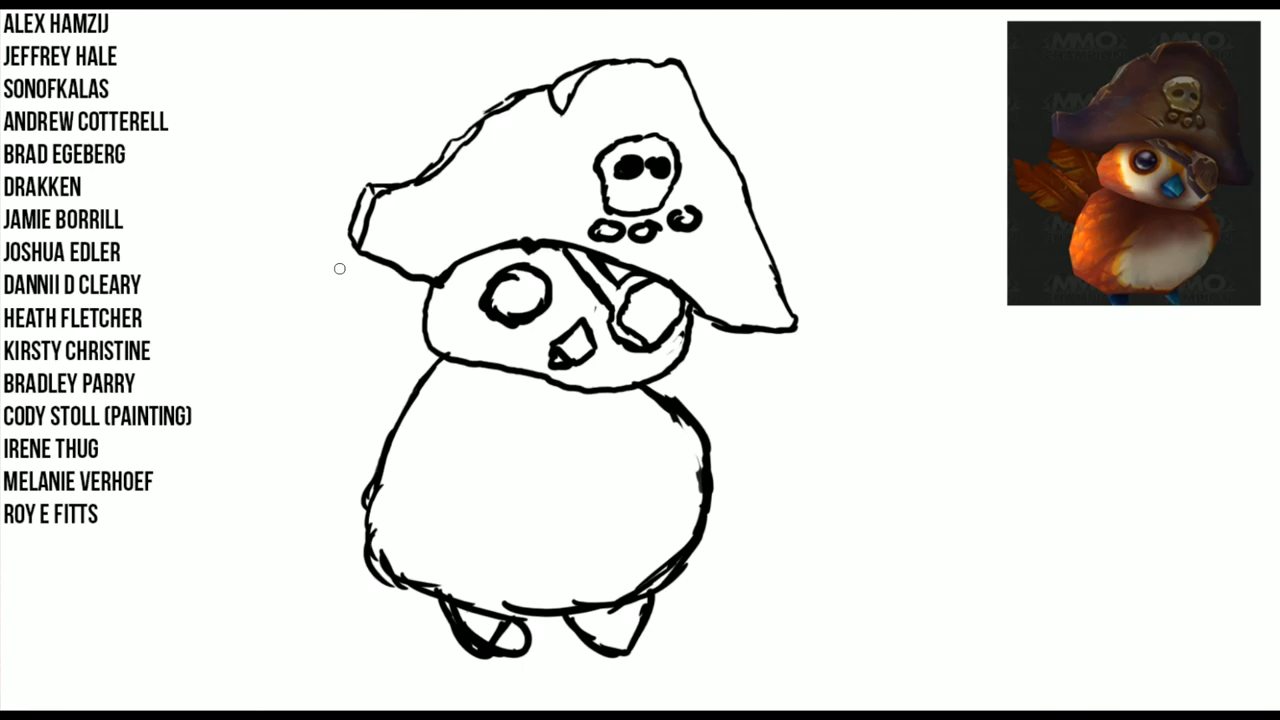 ALEX HAMZIJ
JEFFREY HALE
SONOFKALAS
ANDREW COTTERELL
BRAD EGEBERG
DRAKKEN
JAMIE BORRILL
JOSHUA EDLER
DANNII D CLEARY
HEATH FLETCHER
KIRSTY CHRISTINE
BRADLEY PARRY
CODY STOLL (PAINTING)
IRENE THUG
MELANIE VERHOEF
ROY E FITTS
MMO